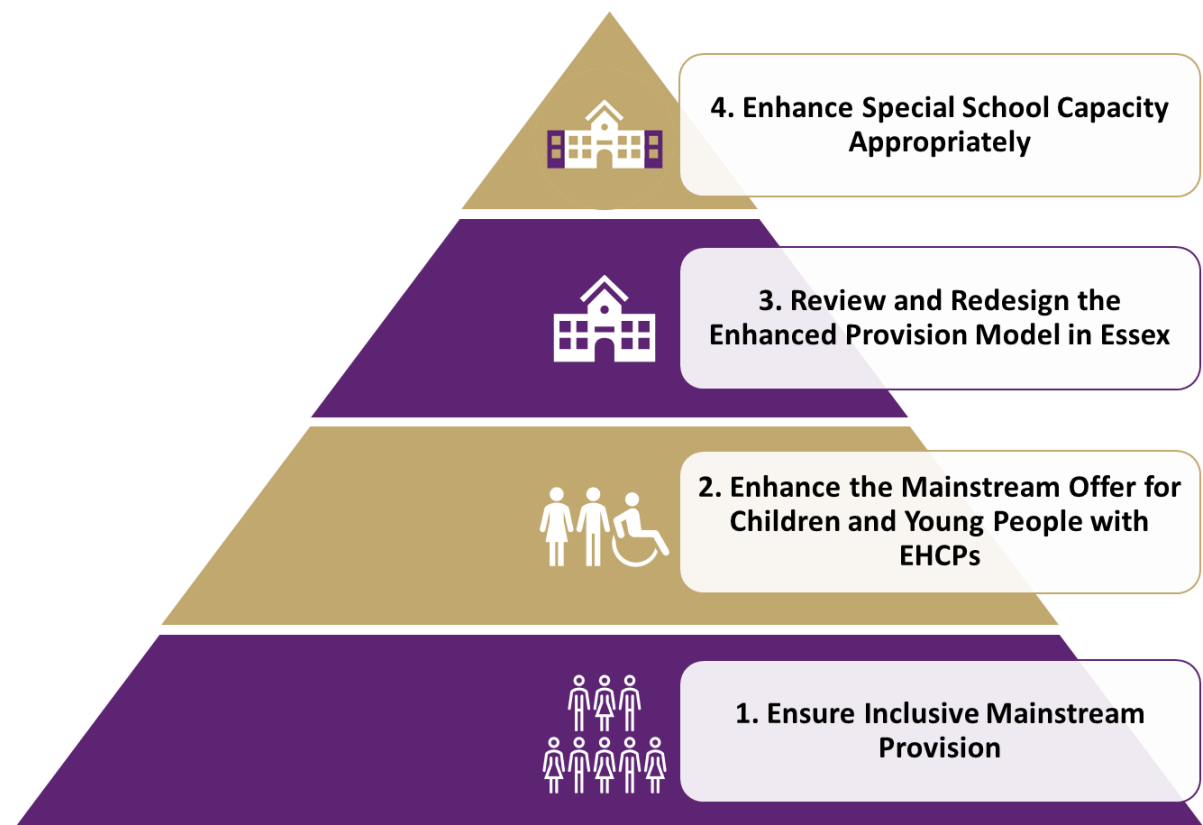 4. Enhance Special School Capacity
Appropriately
3. Review and Redesign the
Enhanced Provision Model in Essex
2. Enhance the Mainstream Offer for
Children and Young People with
EHCPs
1. Ensure Inclusive Mainstream
Provision